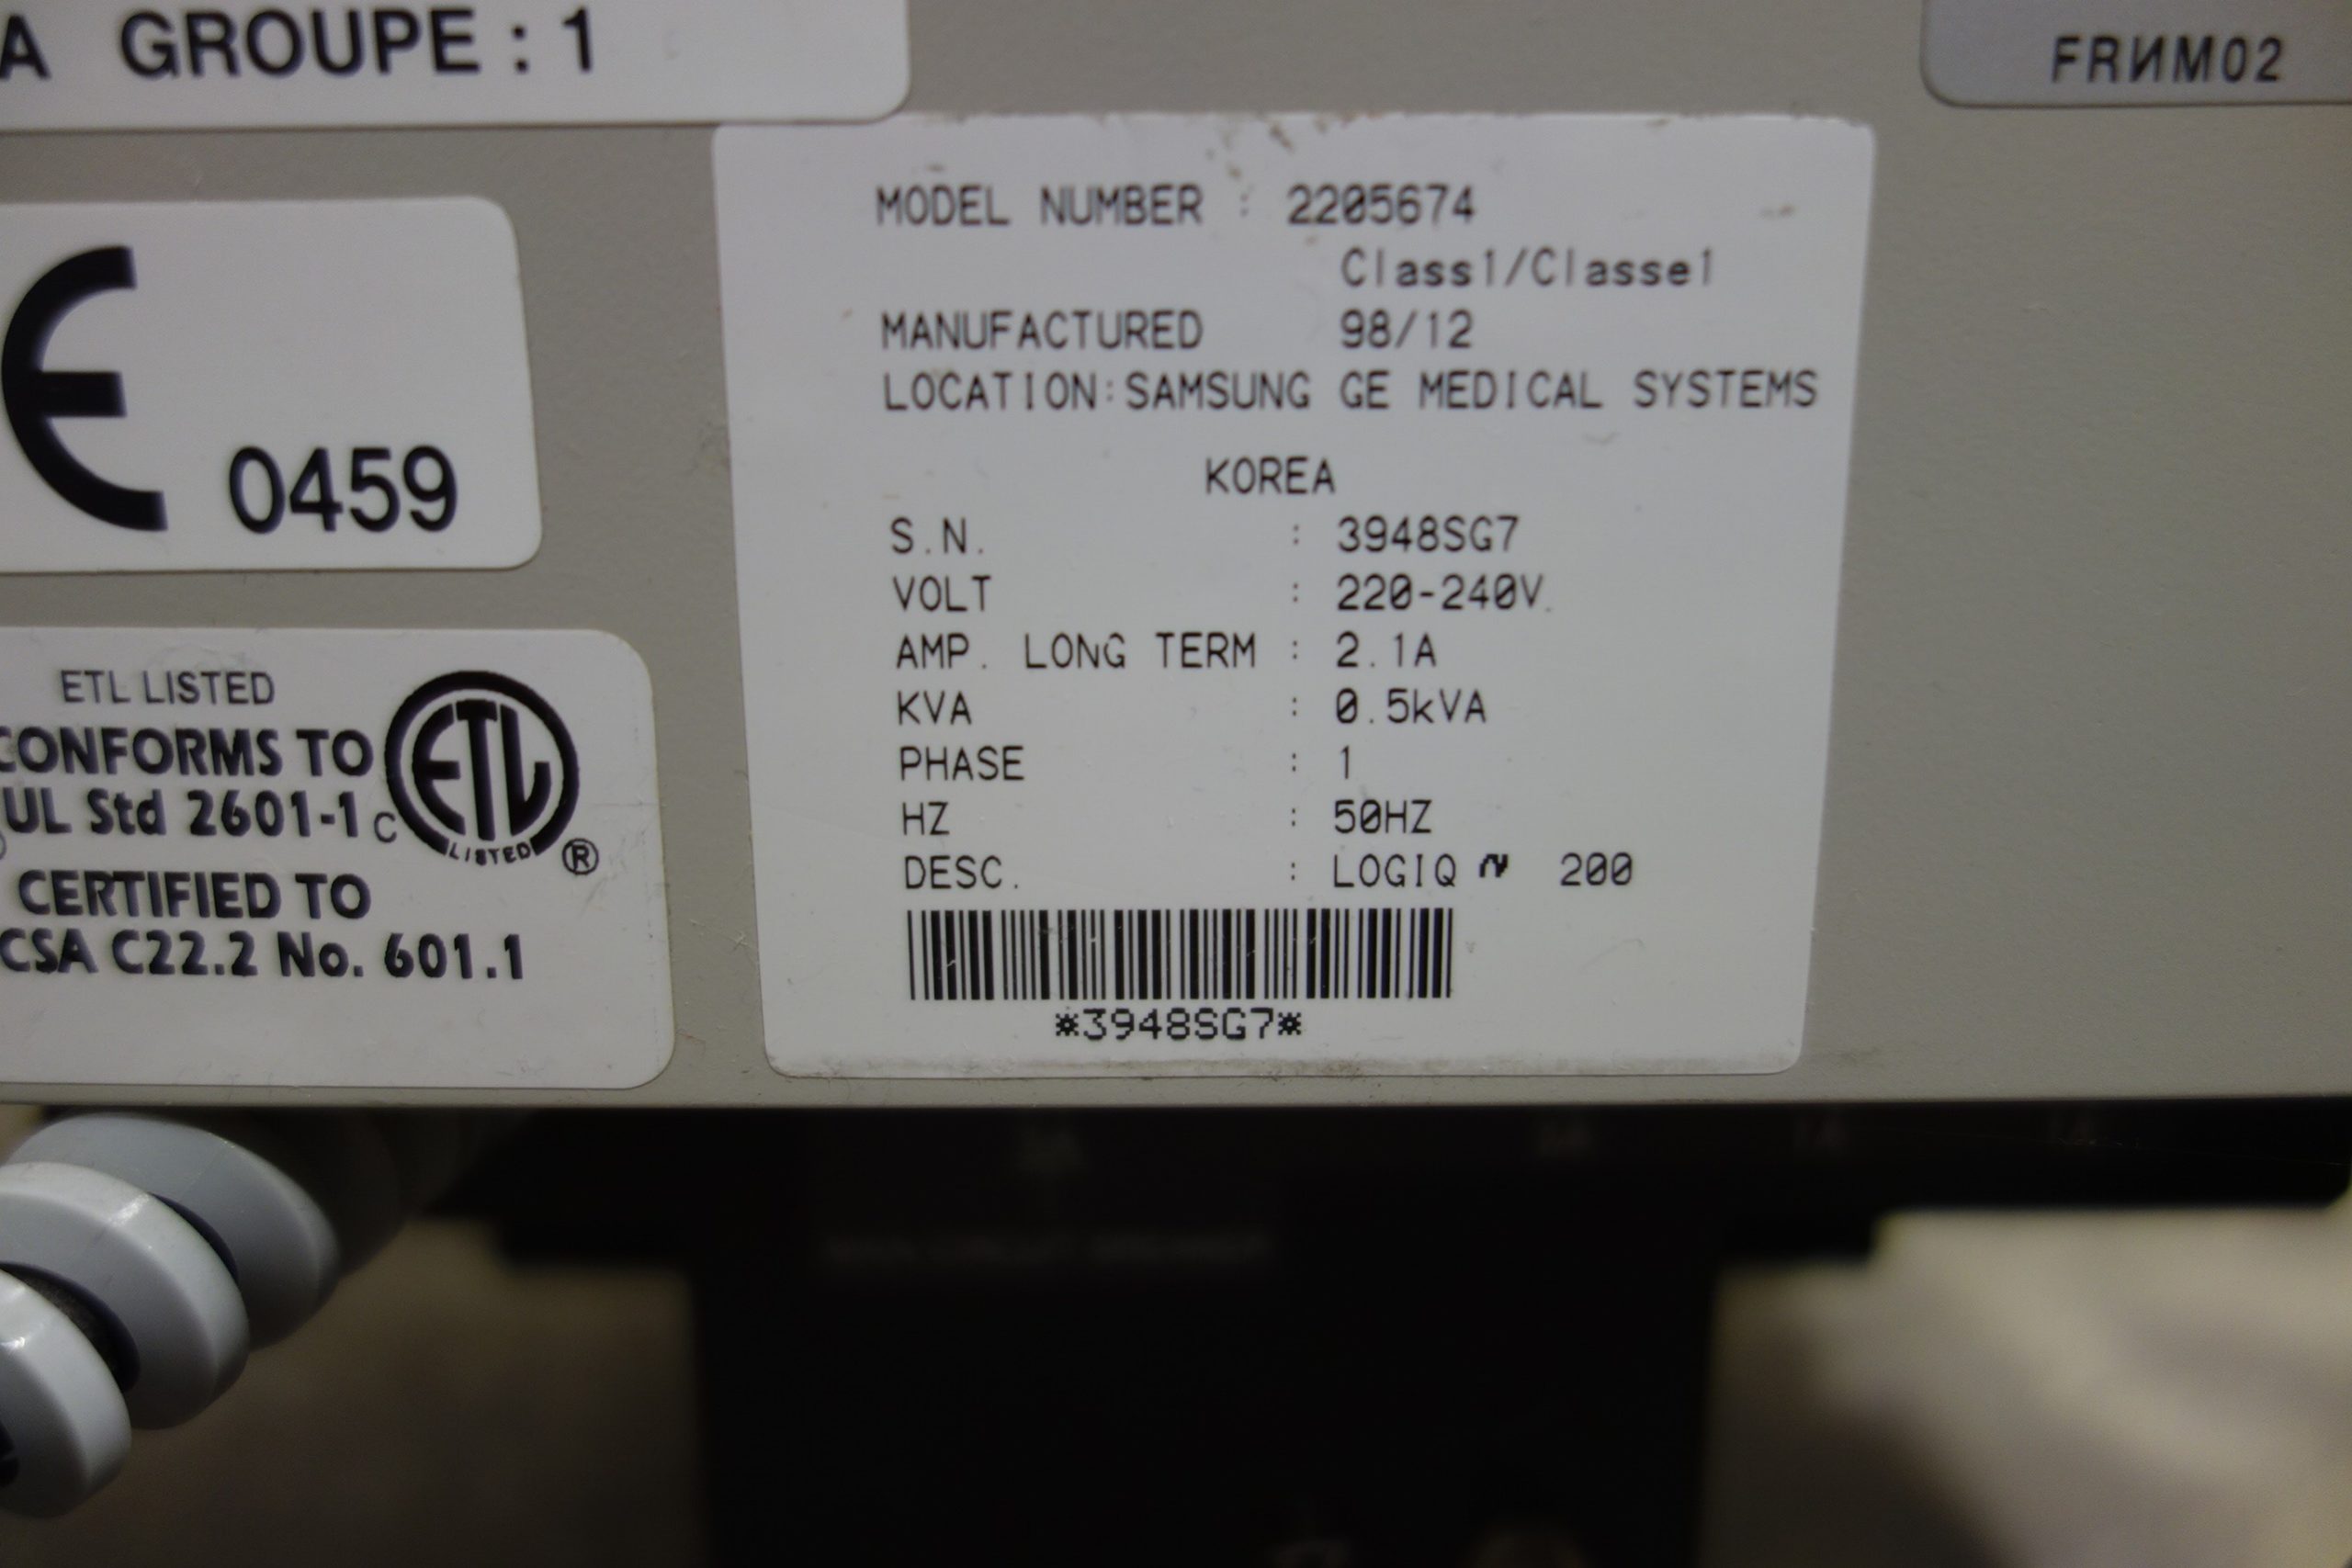 A GROUPE : 1
FRИM02
MODEL NUMBER : 2205674
Class1/Classe1
MANUFACTURED 98/12
LOCATION:SAMSUNG GE MEDICAL SYSTEMS
KOREA
S.N. : 3948SG7
VOLT : 220-240V.
AMP. LONG TERM : 2.1A
KVA : 0.5kVA
PHASE : 1
HZ : 50HZ
DESC. : LOGIQ 200
*3948SG7*
CE
0459
ETL LISTED
CONFORMS TO
UL Std 2601-1
C ETL LISTED ®
CERTIFIED TO
CSA C22.2 No. 601.1